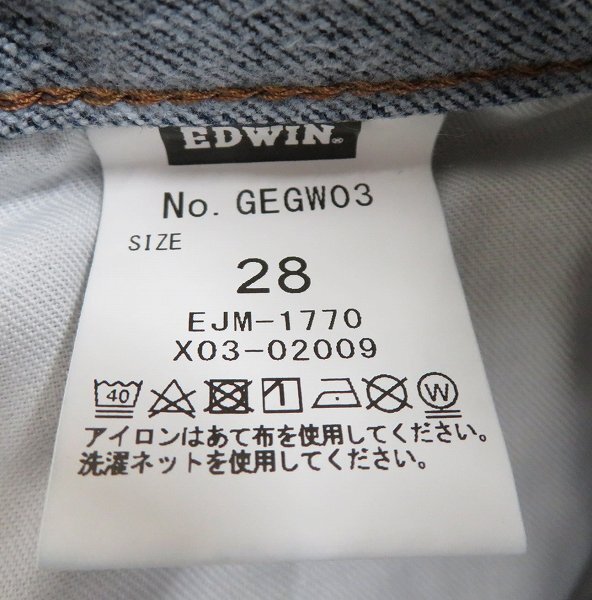 EDWIN®
No. GEGW03
SIZE
28
EJM-1770
X03-02009
40 W
アイロンはあて布を使用してください。
洗濯ネットを使用してください。